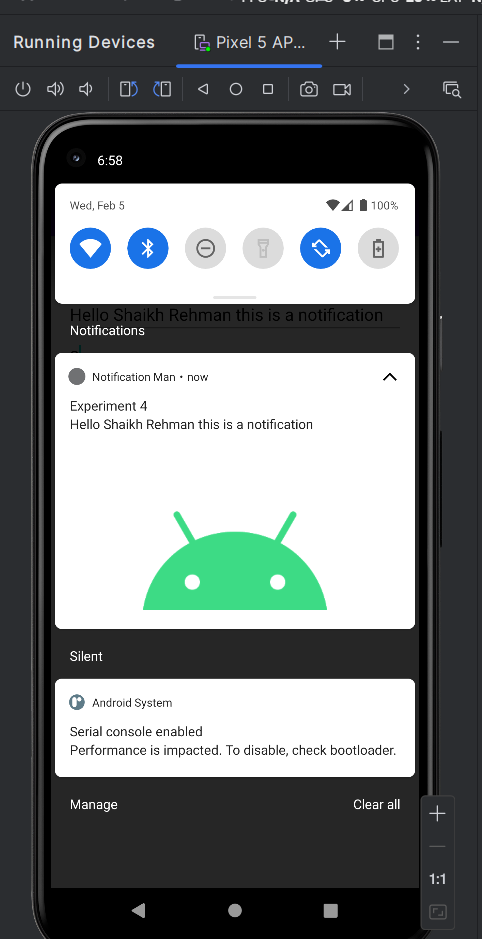 Running Devices
Pixel 5 AP...
6:58
Wed, Feb 5
100%
Hello Shaikh Rehman this is a notification
Notifications
Notification Man • now
Experiment 4
Hello Shaikh Rehman this is a notification
Silent
Android System
Serial console enabled
Performance is impacted. To disable, check bootloader.
Manage
Clear all
1:1